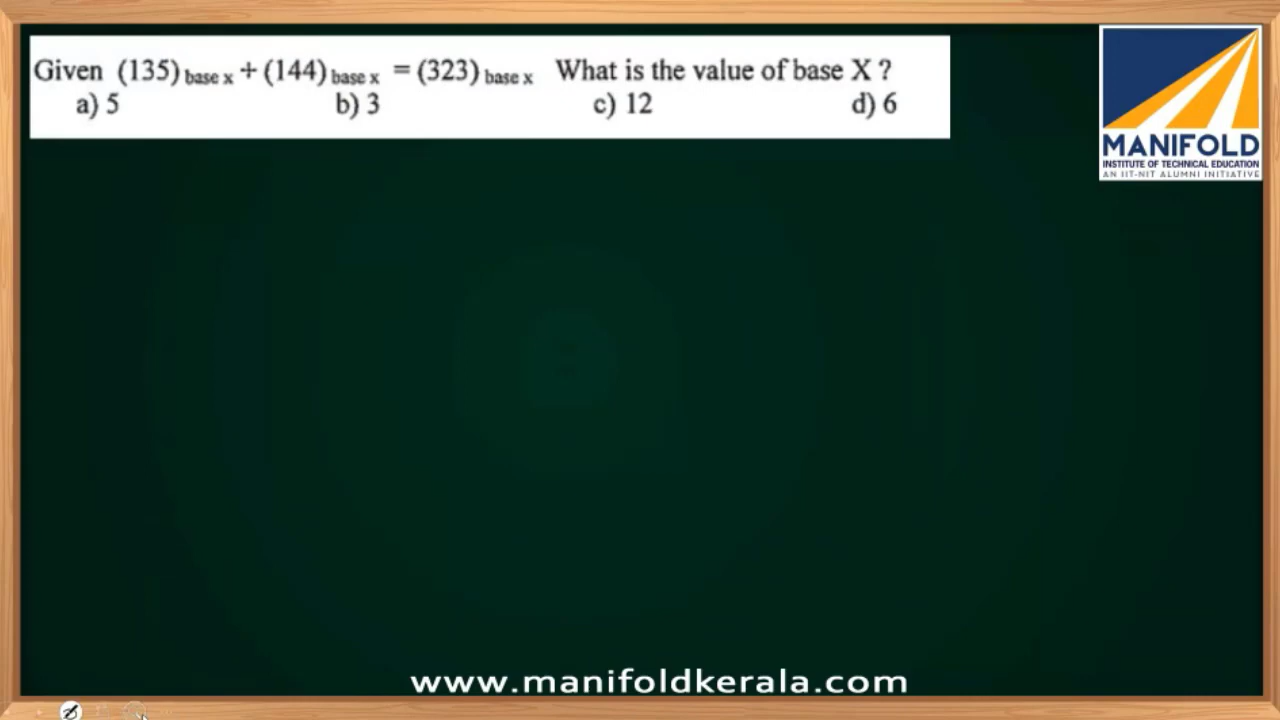 Given (135) base x + (144) base x = (323) base x What is the value of base X ?
a) 5 b) 3 c) 12 d) 6
MANIFOLD
INSTITUTE OF TECHNICAL EDUCATION
AN IIT-NIT ALUMNI INITIATIVE
www.manifoldkerala.com